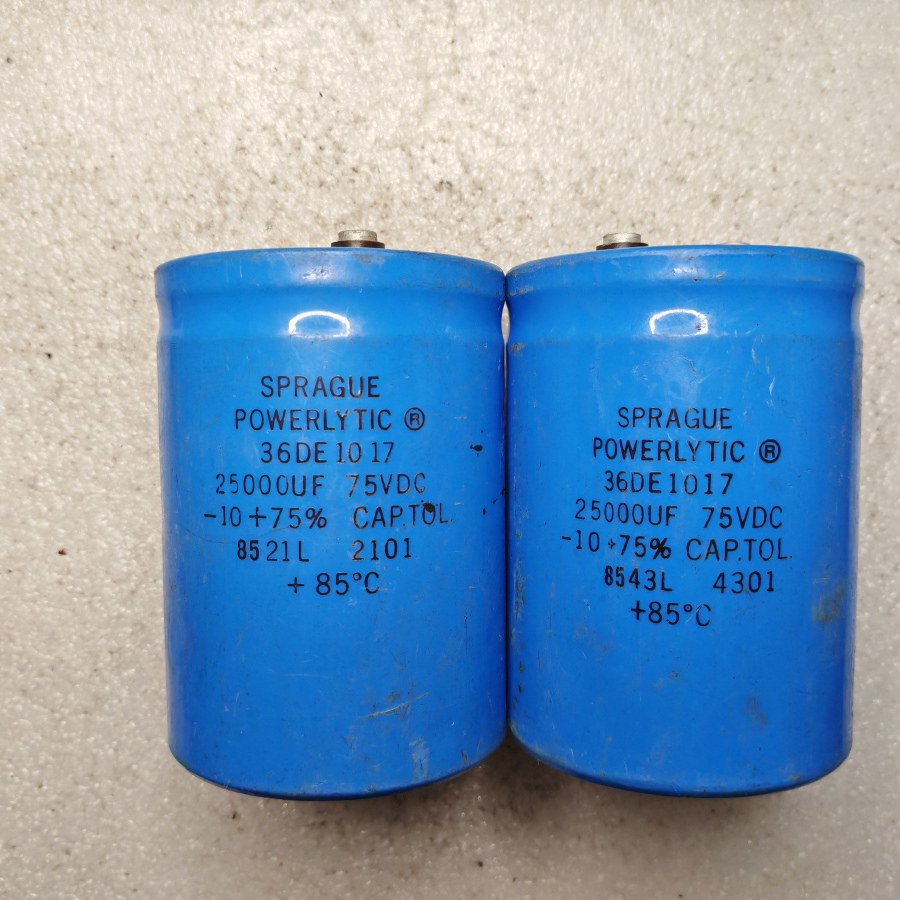 SPRAGUE
POWERLYTIC ®
36DE1017
25000UF 75VDC
-10+75% CAP.TOL.
8521L 2101
+85°C
SPRAGUE
POWERLYTIC ®
36DE1017
25000UF 75VDC
-10+75% CAP.TOL.
8543L 4301
+85°C